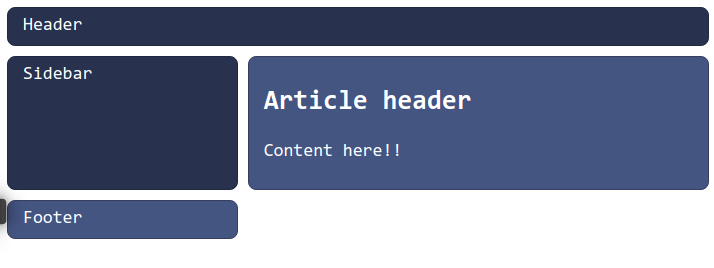 Header
Sidebar
Article header
Content here!!
Footer